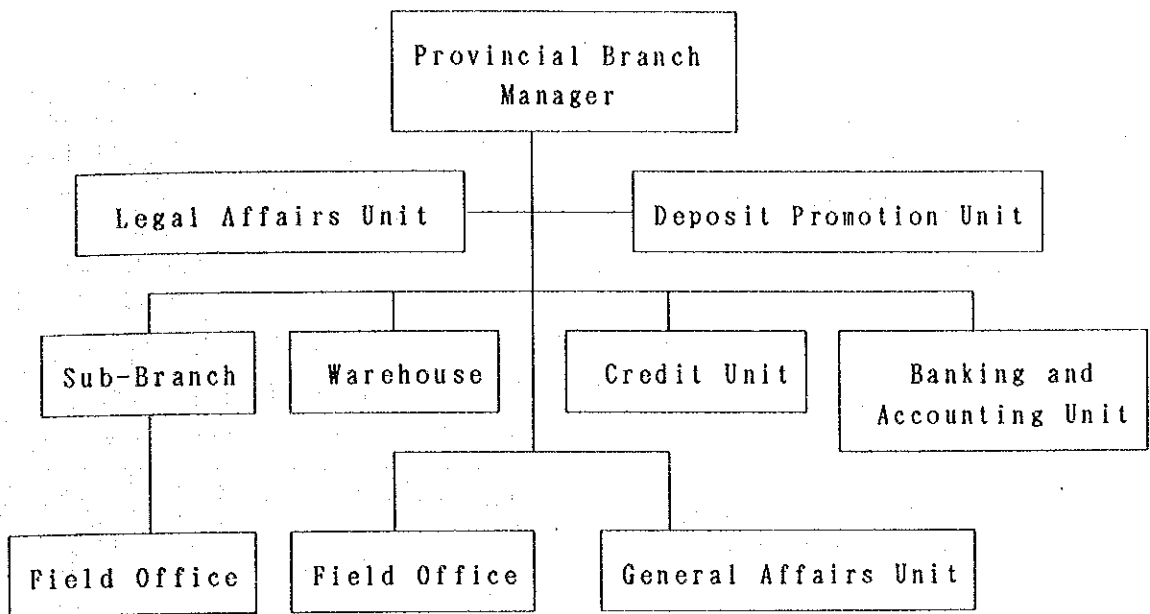 Provincial Branch
Manager
Legal Affairs Unit
Deposit Promotion Unit
Sub-Branch
Warehouse
Credit Unit
Banking and
Accounting Unit
Field Office
Field Office
General Affairs Unit